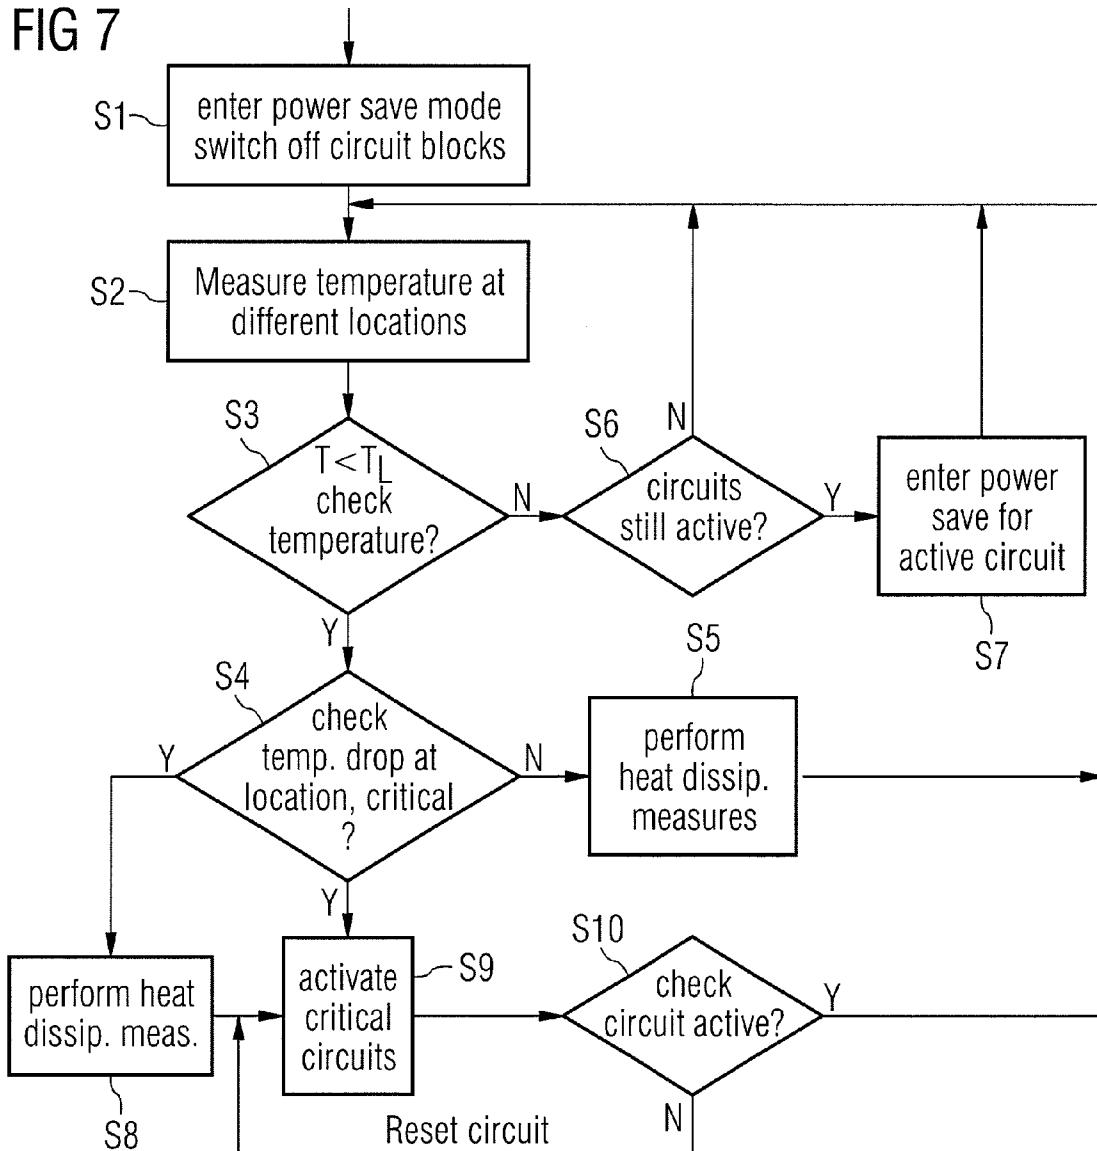 FIG 7
S1
enter power save mode
switch off circuit blocks
S2
Measure temperature at
different locations
S3
T<TL
check
temperature?
N
Y
S6
circuits
still active?
N
Y
enter power
save for
active circuit
S7
S4
check
temp. drop at
location, critical
?
Y
N
Y
S5
perform
heat dissip.
measures
perform heat
dissip. meas.
S8
activate
critical
circuits
S9
S10
check
circuit active?
Y
N
Reset circuit